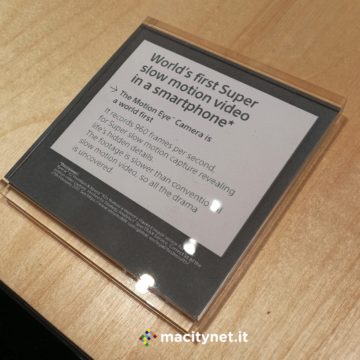 World's first Super
slow motion video
in a smartphone*
→ The Motion Eye™ Camera is
a world first
It records 960 frames per second
for Super slow motion capture revealing
life's hidden details.
The footage is slower than
slow motion video, so all the drama
is uncovered.
macitynet.it